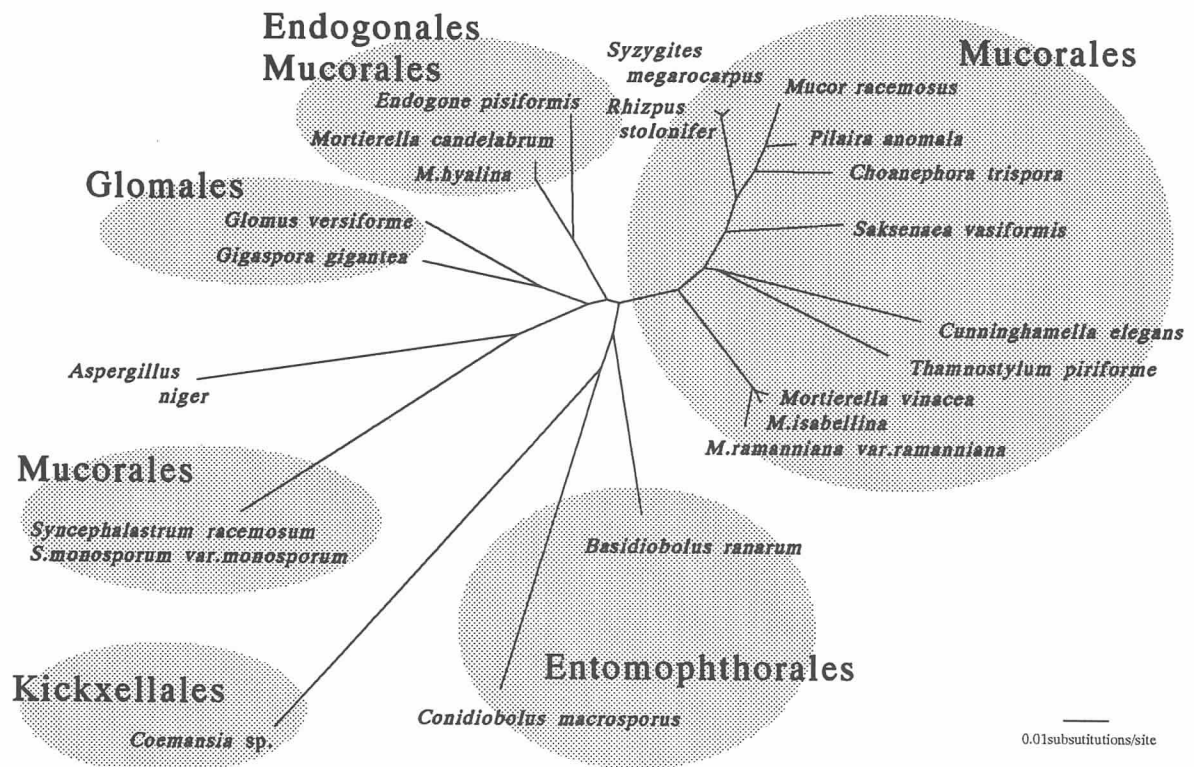 Endogonales
Mucorales
Endogone pisiformis
Mortierella candelabrum
M.hyalina
Syzygites
megarocarpus
Rhizpus
stolonifer
Mucorales
Mucor racemosus
Pilaira anomala
Choanephora trispora
Saksenaea vasiformis
Cunninghamella elegans
Thamnostylum piriforme
Mortierella vinacea
M.isabellina
M.ramanniana var.ramanniana
Glomales
Glomus versiforme
Gigaspora gigantea
Aspergillus
niger
Mucorales
Syncephalastrum racemosum
S.monosporum var.monosporum
Basidiobolus ranarum
Entomophthorales
Conidiobolus macrosporus
Kickxellales
Coemansia sp.
0.01subsutitutions/site